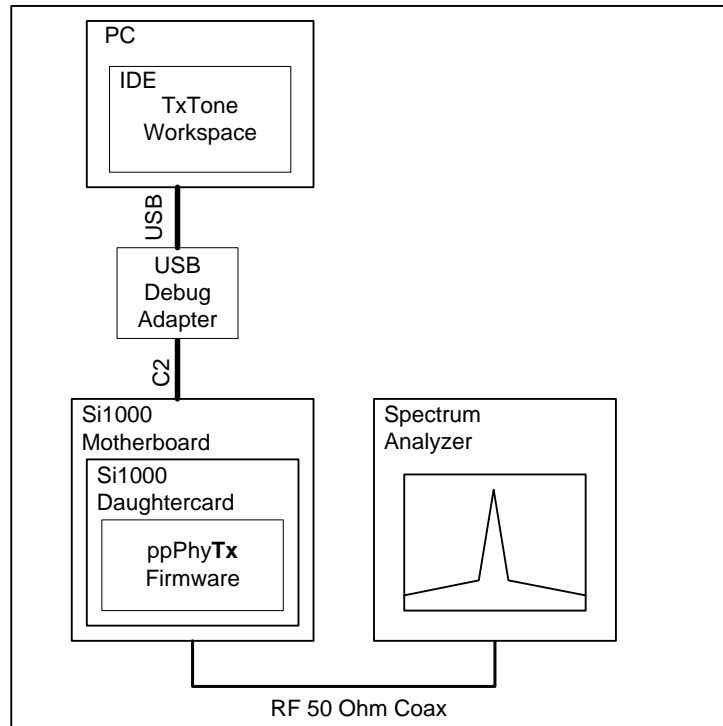 PC
IDE
TxTone
Workspace
USB
USB
Debug
Adapter
C2
Si1000
Motherboard
Si1000
Daughtercard
ppPhyTx
Firmware
Spectrum
Analyzer
RF 50 Ohm Coax